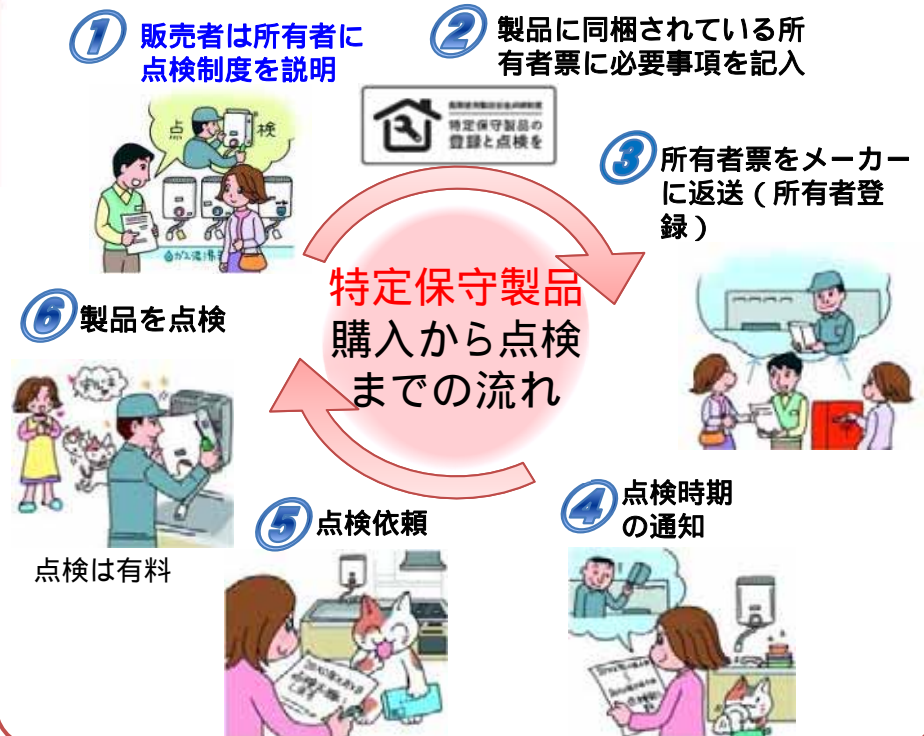 ① 販売者は所有者に
点検制度を説明
② 製品に同梱されている所
有者票に必要事項を記入
点 検
特定保守製品の
登録と点検を
③ 所有者票をメーカー
に返送(所有者登
録)
特定保守製品
購入から点検
までの流れ
⑥ 製品を点検
点検は有料
⑤ 点検依頼
④ 点検時期
の通知